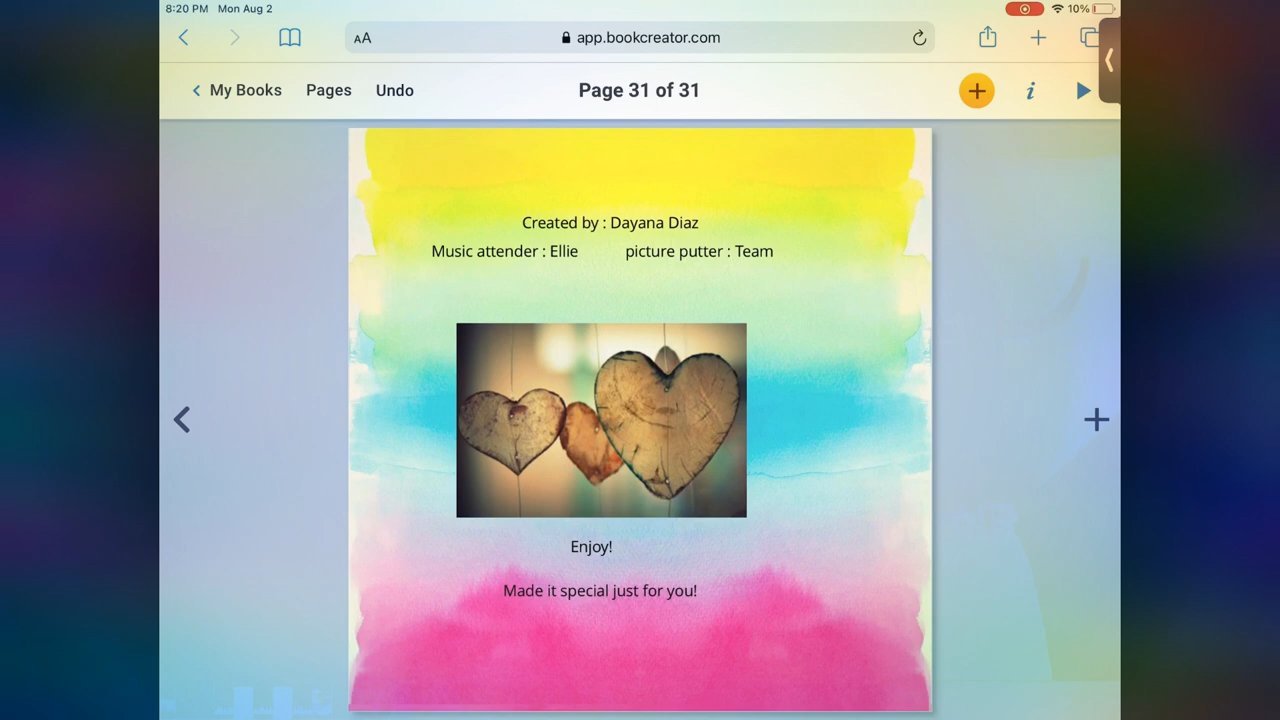 8:20 PM Mon Aug 2
10%
AA
app.bookcreator.com
My Books Pages Undo Page 31 of 31
Created by : Dayana Diaz
Music attender : Ellie picture putter : Team
Enjoy!
Made it special just for you!